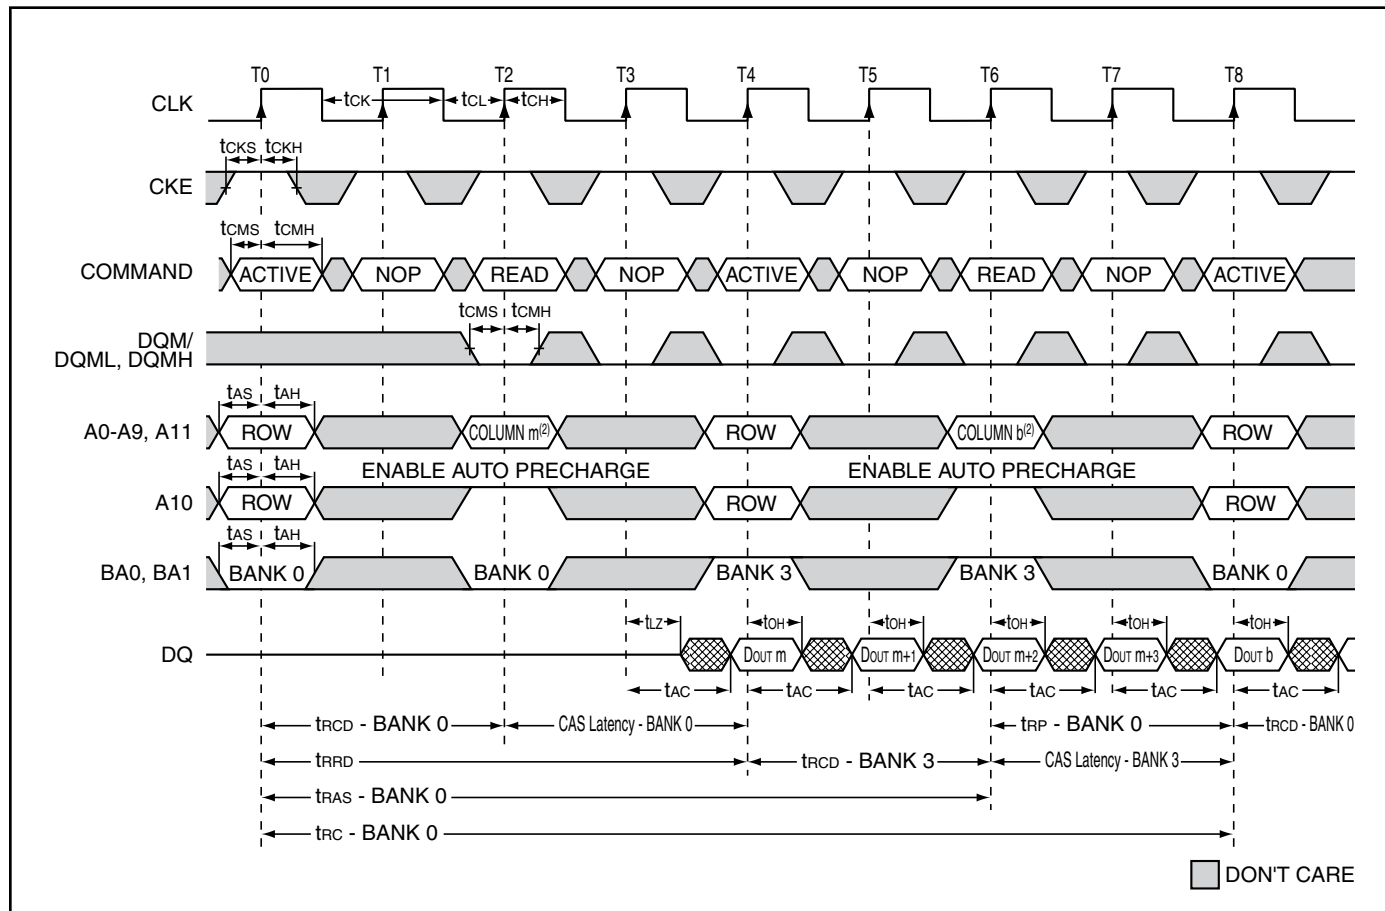 T0 T1 T2 T3 T4 T5 T6 T7 T8
CLK tCK tCL tCH
tCKS tCKH
CKE
tCMS tCMH
COMMAND ACTIVE NOP READ NOP ACTIVE NOP READ NOP ACTIVE
tCMS tCMH
DQM/
DQML, DQMH
tAS tAH
A0-A9, A11 ROW COLUMN m(2) ROW COLUMN b(2) ROW
tAS tAH ENABLE AUTO PRECHARGE ENABLE AUTO PRECHARGE
A10 ROW ROW ROW
tAS tAH
BA0, BA1 BANK 0 BANK 0 BANK 3 BANK 3 BANK 0
tLZ tOH tOH tOH tOH tOH
DQ DOUT m DOUT m+1 DOUT m+2 DOUT m+3 DOUT b
tAC tAC tAC tAC tAC tAC
tRCD - BANK 0 CAS Latency - BANK 0 tRP - BANK 0 tRCD - BANK 0
tRRD tRCD - BANK 3 CAS Latency - BANK 3
tRAS - BANK 0
tRC - BANK 0
DON'T CARE